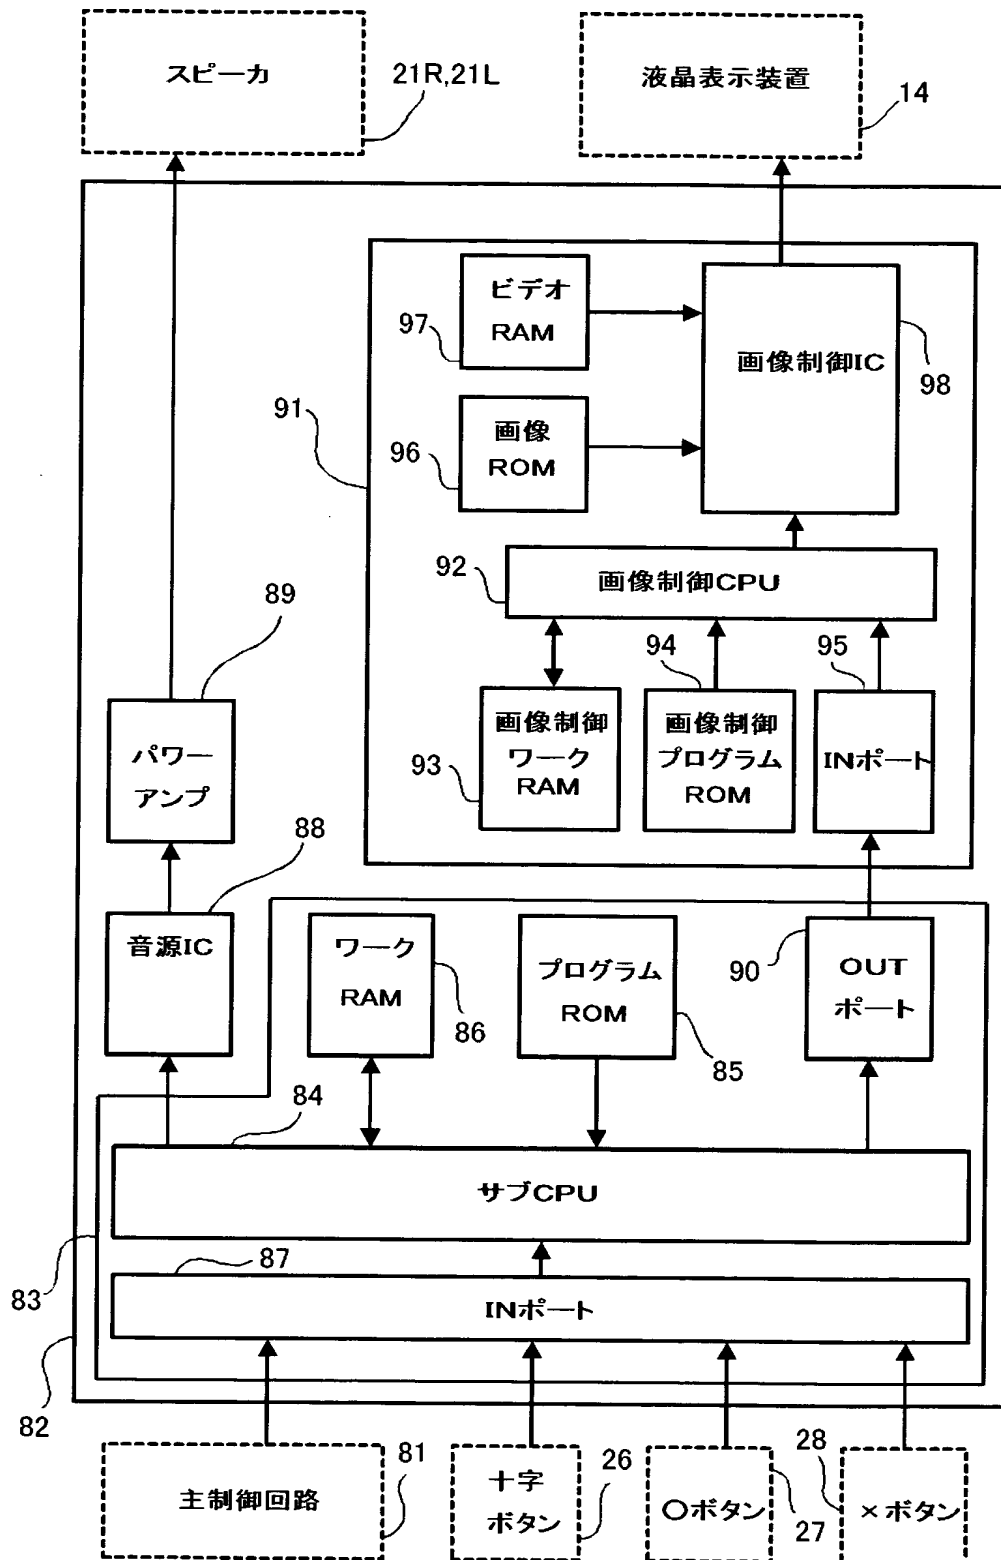 スピーカ
21R,21L
液晶表示装置
14
ビデオ
RAM
97
画像制御IC
98
91
画像
ROM
96
92
画像制御CPU
89
94
95
パワー
アンプ
画像制御
ワーク
RAM
93
画像制御
プログラム
ROM
INポート
88
音源IC
ワーク
RAM
86
プログラム
ROM
85
90
OUT
ポート
84
サブCPU
83
87
INポート
82
主制御回路
81
十字
ボタン
26
〇ボタン
27
28
×ボタン